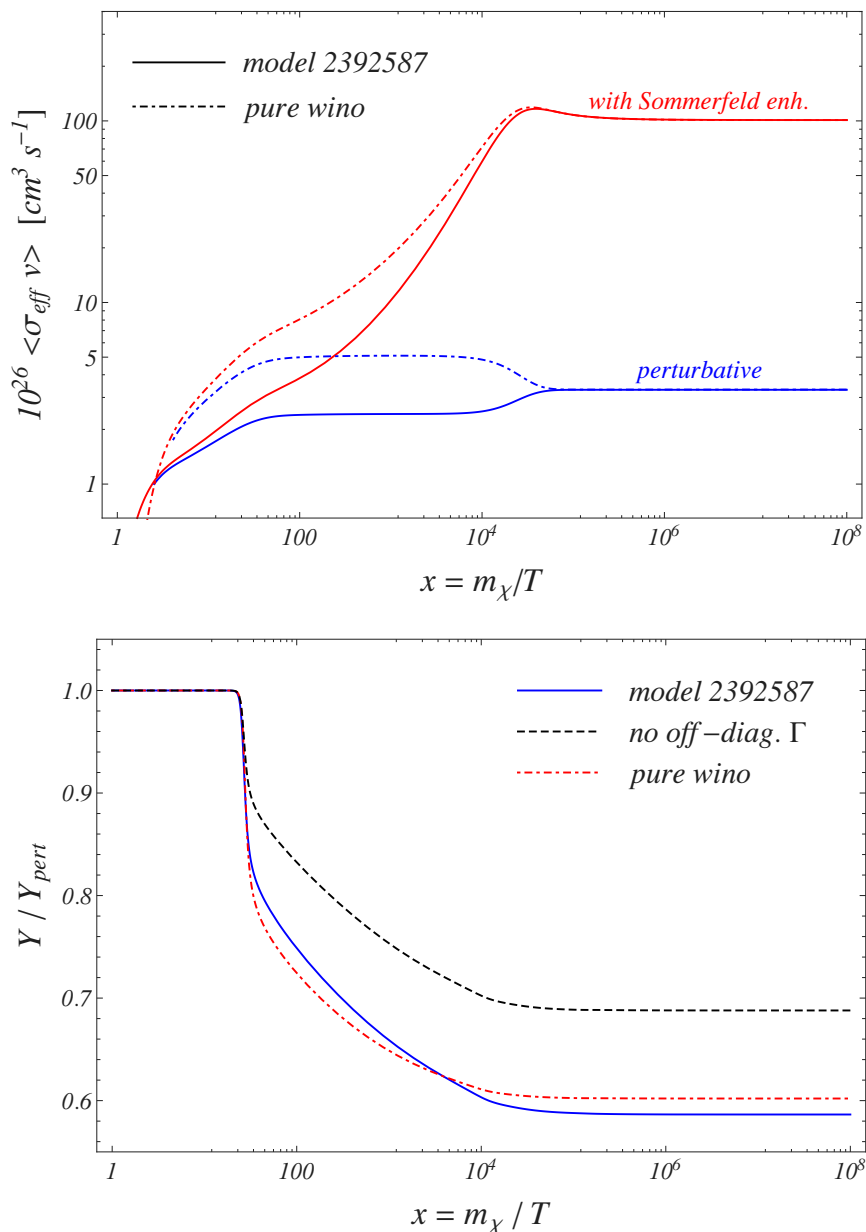 model 2392587
pure wino
with Sommerfeld enh.
perturbative
10^26 <σ_eff v> [cm^3 s^-1]
100
50
10
5
1
1 100 10^4 10^6 10^8
x = m_χ/T
model 2392587
no off-diag. Γ
pure wino
Y / Y_pert
1.0
0.9
0.8
0.7
0.6
1 100 10^4 10^6 10^8
x = m_χ / T